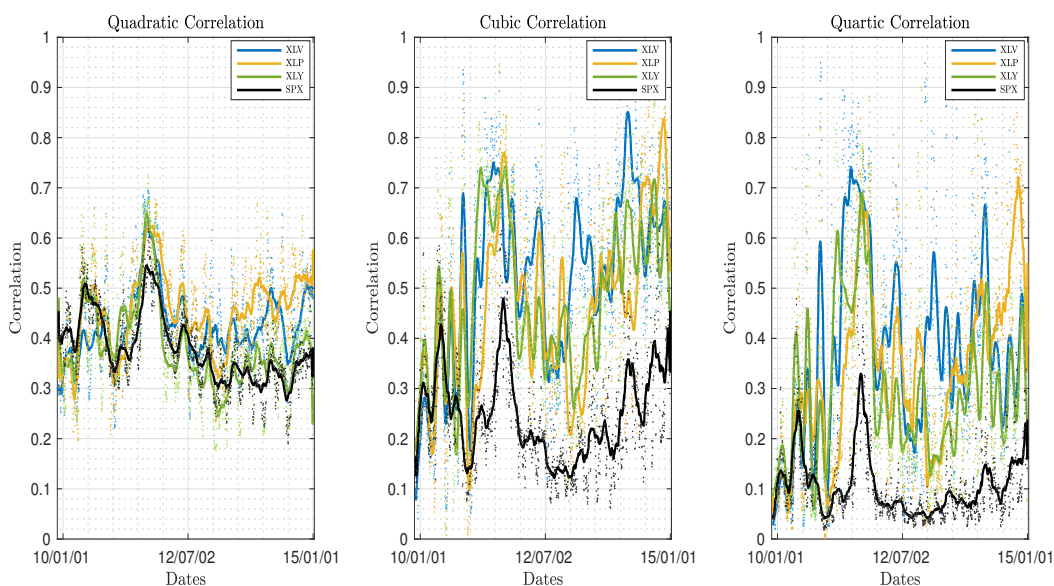 Quadratic Correlation
Correlation
1
0.9
0.8
0.7
0.6
0.5
0.4
0.3
0.2
0.1
0
XLV
XLP
XLY
SPX
10/01/01 12/07/02 15/01/01
Dates
Cubic Correlation
Correlation
1
0.9
0.8
0.7
0.6
0.5
0.4
0.3
0.2
0.1
0
XLV
XLP
XLY
SPX
10/01/01 12/07/02 15/01/01
Dates
Quartic Correlation
Correlation
1
0.9
0.8
0.7
0.6
0.5
0.4
0.3
0.2
0.1
0
XLV
XLP
XLY
SPX
10/01/01 12/07/02 15/01/01
Dates